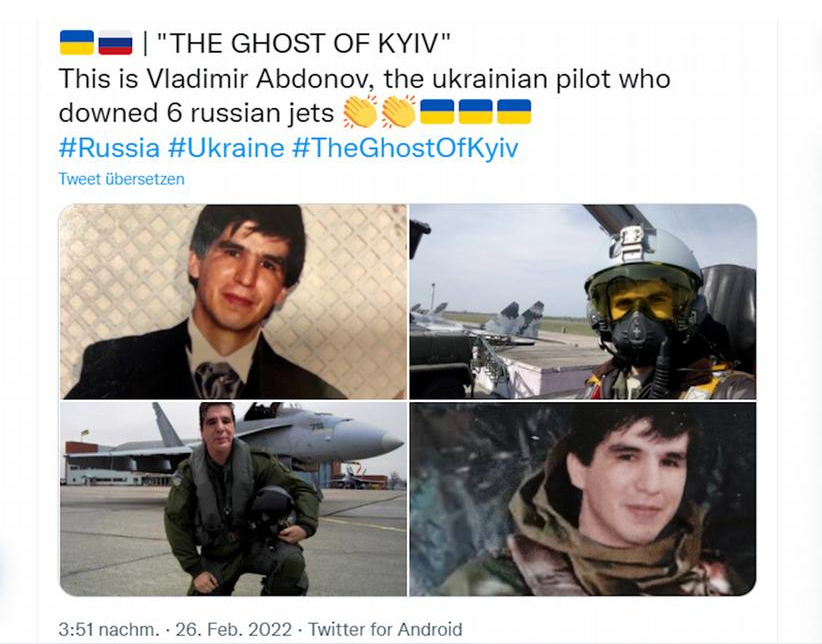 🇺🇦🇷🇺 | "THE GHOST OF KYIV"
This is Vladimir Abdonov, the ukrainian pilot who
downed 6 russian jets 👏👏🇺🇦🇺🇦🇺🇦
#Russia #Ukraine #TheGhostOfKyiv
Tweet übersetzen
3:51 nachm. · 26. Feb. 2022 · Twitter for Android